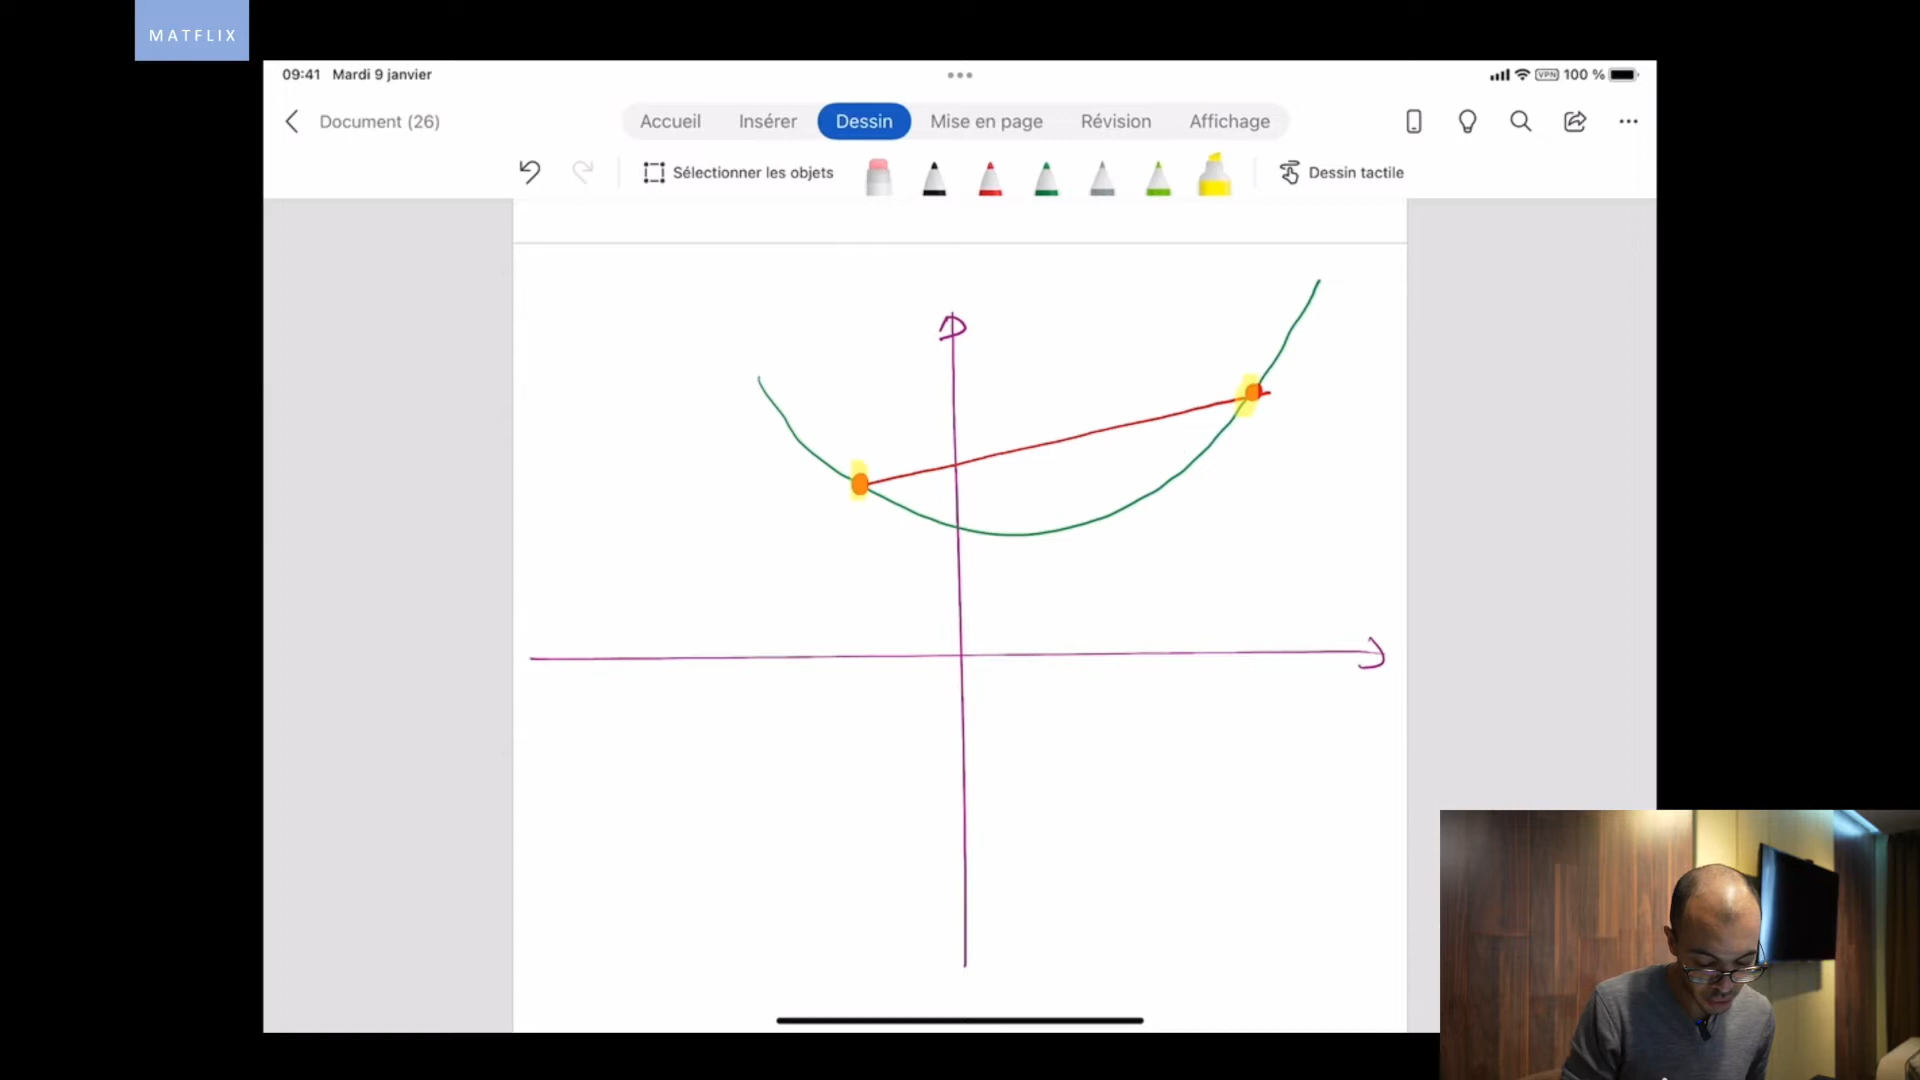 MATFLIX
09:41 Mardi 9 janvier
VPN 100 %
Document (26)
Accueil Insérer Dessin Mise en page Révision Affichage
Sélectionner les objets
Dessin tactile